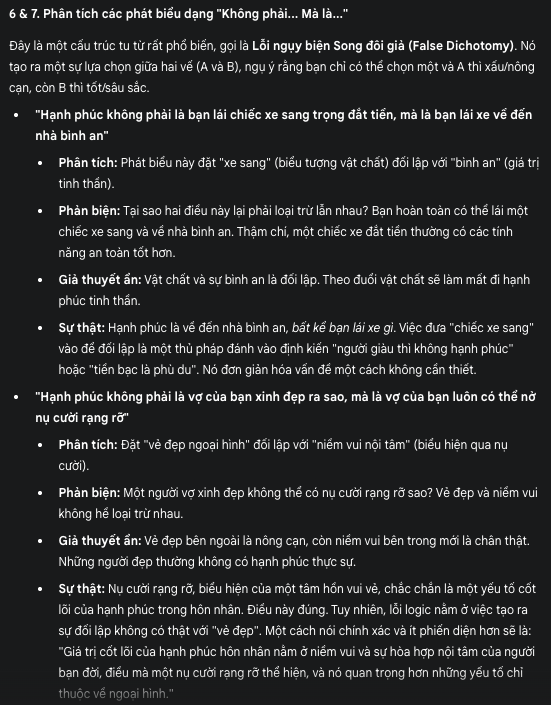 6 & 7. Phân tích các phát biểu dạng "Không phải... Mà là..."
Đây là một cấu trúc tu từ rất phổ biến, gọi là Lỗi ngụy biện Song đôi giả (False Dichotomy). Nó
tạo ra một sự lựa chọn giữa hai vế (A và B), ngụ ý rằng bạn chỉ có thể chọn một và A thì xấu/nông
cạn, còn B thì tốt/sâu sắc.
• "Hạnh phúc không phải là bạn lái chiếc xe sang trọng đắt tiền, mà là bạn lái xe về đến
nhà bình an"
• Phân tích: Phát biểu này đặt "xe sang" (biểu tượng vật chất) đối lập với "bình an" (giá trị
tinh thần).
• Phản biện: Tại sao hai điều này lại phải loại trừ lẫn nhau? Bạn hoàn toàn có thể lái một
chiếc xe sang và về nhà bình an. Thậm chí, một chiếc xe đắt tiền thường có các tính
năng an toàn tốt hơn.
• Giả thuyết ẩn: Vật chất và sự bình an là đối lập. Theo đuổi vật chất sẽ làm mất đi hạnh
phúc tinh thần.
• Sự thật: Hạnh phúc là về đến nhà bình an, bất kể bạn lái xe gì. Việc đưa "chiếc xe sang"
vào để đối lập là một thủ pháp đánh vào định kiến "người giàu thì không hạnh phúc"
hoặc "tiền bạc là phù du". Nó đơn giản hóa vấn đề một cách không cần thiết.
• "Hạnh phúc không phải là vợ của bạn xinh đẹp ra sao, mà là vợ của bạn luôn có thể nở
nụ cười rạng rỡ"
• Phân tích: Đặt "vẻ đẹp ngoại hình" đối lập với "niềm vui nội tâm" (biểu hiện qua nụ
cười).
• Phản biện: Một người vợ xinh đẹp không thể có nụ cười rạng rỡ sao? Vẻ đẹp và niềm vui
không hề loại trừ nhau.
• Giả thuyết ẩn: Vẻ đẹp bên ngoài là nông cạn, còn niềm vui bên trong mới là chân thật.
Những người đẹp thường không có hạnh phúc thực sự.
• Sự thật: Nụ cười rạng rỡ, biểu hiện của một tâm hồn vui vẻ, chắc chắn là một yếu tố cốt
lõi của hạnh phúc trong hôn nhân. Điều này đúng. Tuy nhiên, lỗi logic nằm ở việc tạo ra
sự đối lập không có thật với "vẻ đẹp". Một cách nói chính xác và ít phiến diện hơn sẽ là:
"Giá trị cốt lõi của hạnh phúc hôn nhân nằm ở niềm vui và sự hòa hợp nội tâm của người
bạn đời, điều mà một nụ cười rạng rỡ thể hiện, và nó quan trọng hơn những yếu tố chỉ
thuộc về ngoại hình."